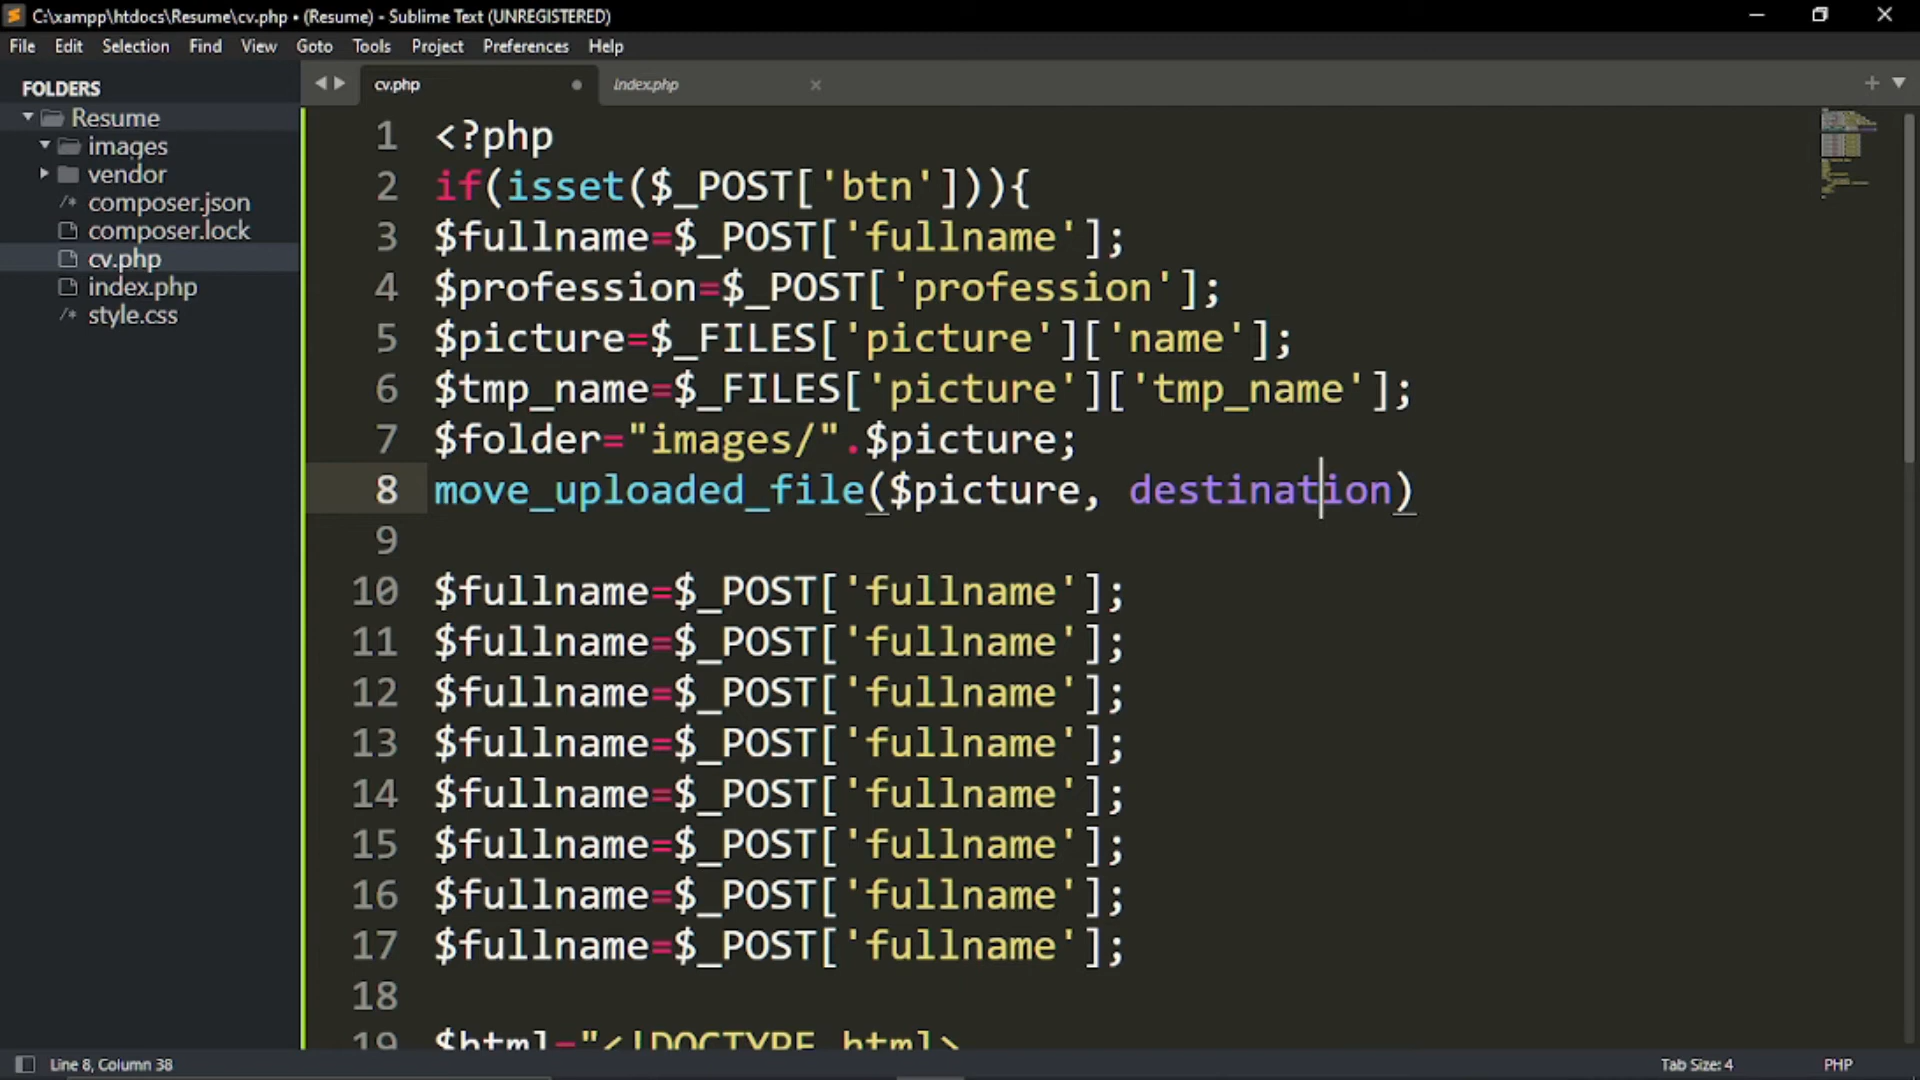 C:\xampp\htdocs\Resume\cv.php • (Resume) - Sublime Text (UNREGISTERED)
File Edit Selection Find View Goto Tools Project Preferences Help
FOLDERS
Resume
images
vendor
/* composer.json
composer.lock
cv.php
index.php
/* style.css
cv.php
index.php
1 <?php
2 if(isset($_POST['btn'])){
3 $fullname=$_POST['fullname'];
4 $profession=$_POST['profession'];
5 $picture=$_FILES['picture']['name'];
6 $tmp_name=$_FILES['picture']['tmp_name'];
7 $folder="images/".$picture;
8 move_uploaded_file($picture, destination)
9
10 $fullname=$_POST['fullname'];
11 $fullname=$_POST['fullname'];
12 $fullname=$_POST['fullname'];
13 $fullname=$_POST['fullname'];
14 $fullname=$_POST['fullname'];
15 $fullname=$_POST['fullname'];
16 $fullname=$_POST['fullname'];
17 $fullname=$_POST['fullname'];
18
19 $html="<!DOCTYPE html>
Line 8, Column 38
Tab Size: 4
PHP